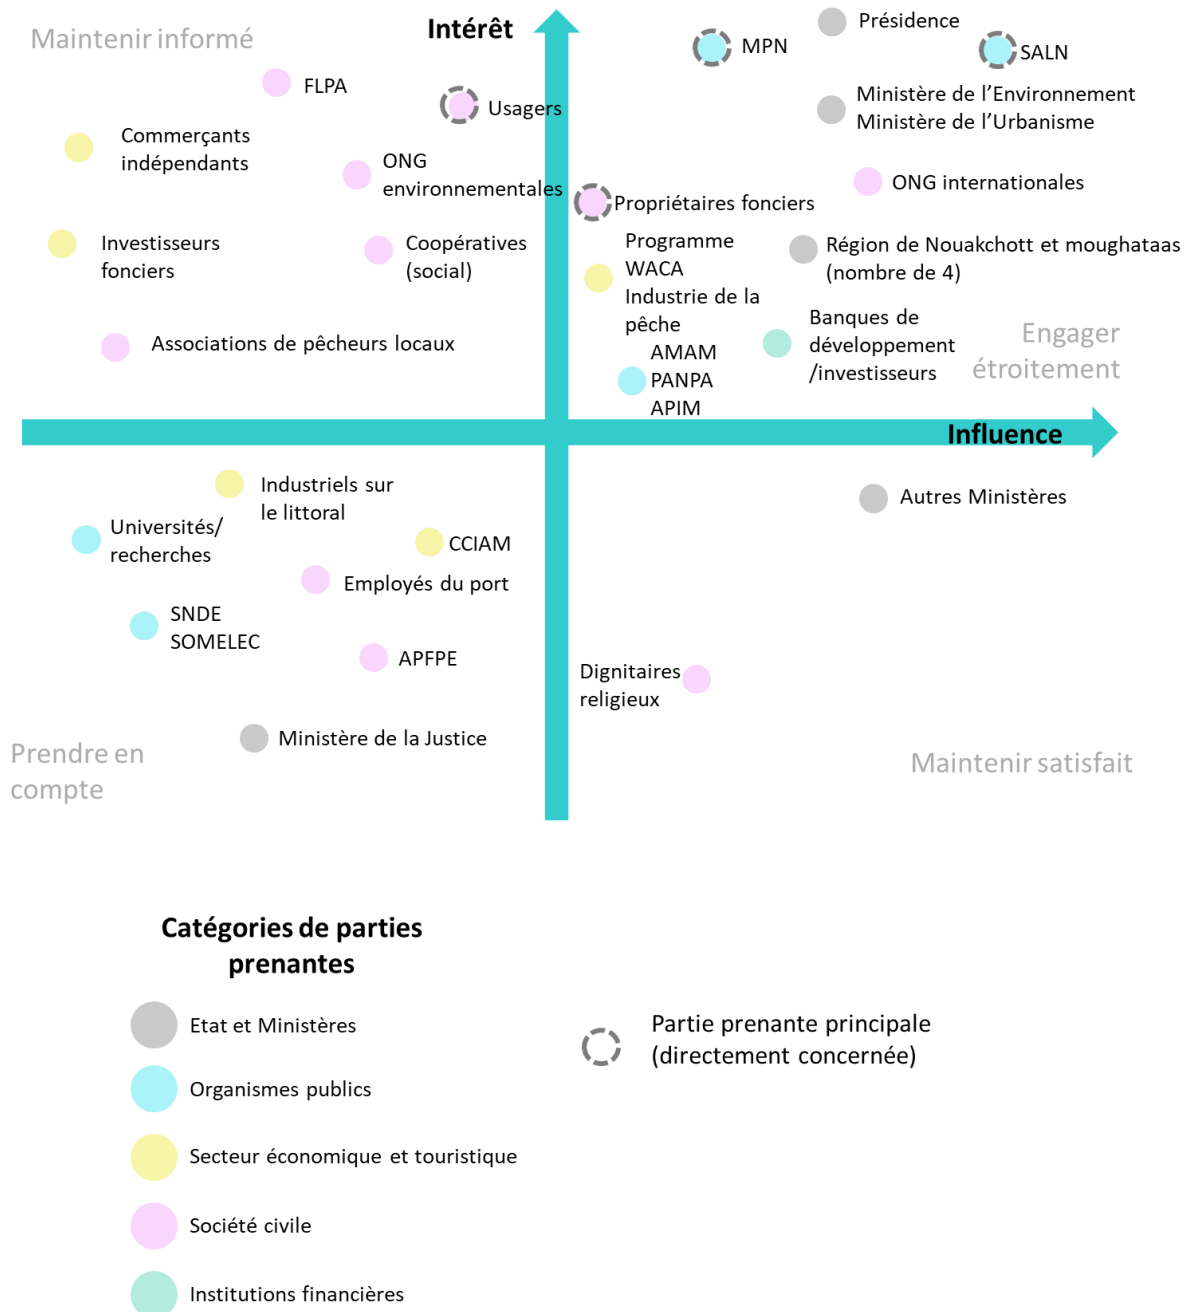 Maintenir informé
Intérêt
Présidence
MPN
SALN
FLPA
Usagers
Ministère de l’Environnement
Ministère de l’Urbanisme
Commerçants
indépendants
ONG
environnementales
ONG internationales
Propriétaires fonciers
Investisseurs
fonciers
Coopératives
(social)
Programme
WACA
Industrie de la
pêche
Région de Nouakchott et moughataas
(nombre de 4)
Associations de pêcheurs locaux
AMAM
PANPA
APIM
Banques de
développement
/investisseurs
Engager
étroitement
Influence
Industriels sur
le littoral
Autres Ministères
Universités/
recherches
CCIAM
Employés du port
SNDE
SOMELEC
APFPE
Dignitaires
religieux
Ministère de la Justice
Prendre en
compte
Maintenir satisfait
Catégories de parties
prenantes
Etat et Ministères
Organismes publics
Secteur économique et touristique
Société civile
Institutions financières
Partie prenante principale
(directement concernée)